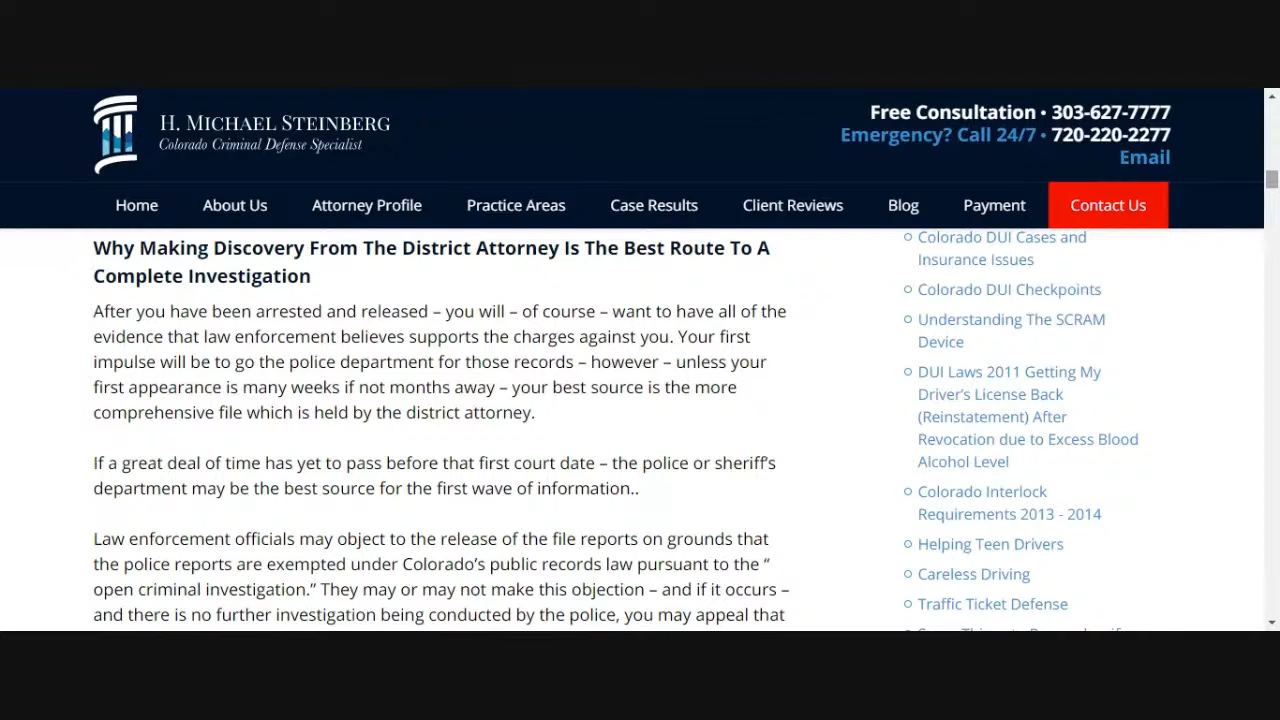 H. MICHAEL STEINBERG
Colorado Criminal Defense Specialist
Free Consultation • 303-627-7777
Emergency? Call 24/7 • 720-220-2277
Email
Home About Us Attorney Profile Practice Areas Case Results Client Reviews Blog Payment Contact Us
Why Making Discovery From The District Attorney Is The Best Route To A
Complete Investigation
After you have been arrested and released – you will – of course – want to have all of the
evidence that law enforcement believes supports the charges against you. Your first
impulse will be to go the police department for those records – however – unless your
first appearance is many weeks if not months away – your best source is the more
comprehensive file which is held by the district attorney.
If a great deal of time has yet to pass before that first court date – the police or sheriff's
department may be the best source for the first wave of information..
Law enforcement officials may object to the release of the file reports on grounds that
the police reports are exempted under Colorado's public records law pursuant to the "
open criminal investigation." They may or may not make this objection – and if it occurs –
and there is no further investigation being conducted by the police, you may appeal that
Colorado DUI Cases and
Insurance Issues
Colorado DUI Checkpoints
Understanding The SCRAM
Device
DUI Laws 2011 Getting My
Driver's License Back
(Reinstatement) After
Revocation due to Excess Blood
Alcohol Level
Colorado Interlock
Requirements 2013 - 2014
Helping Teen Drivers
Careless Driving
Traffic Ticket Defense